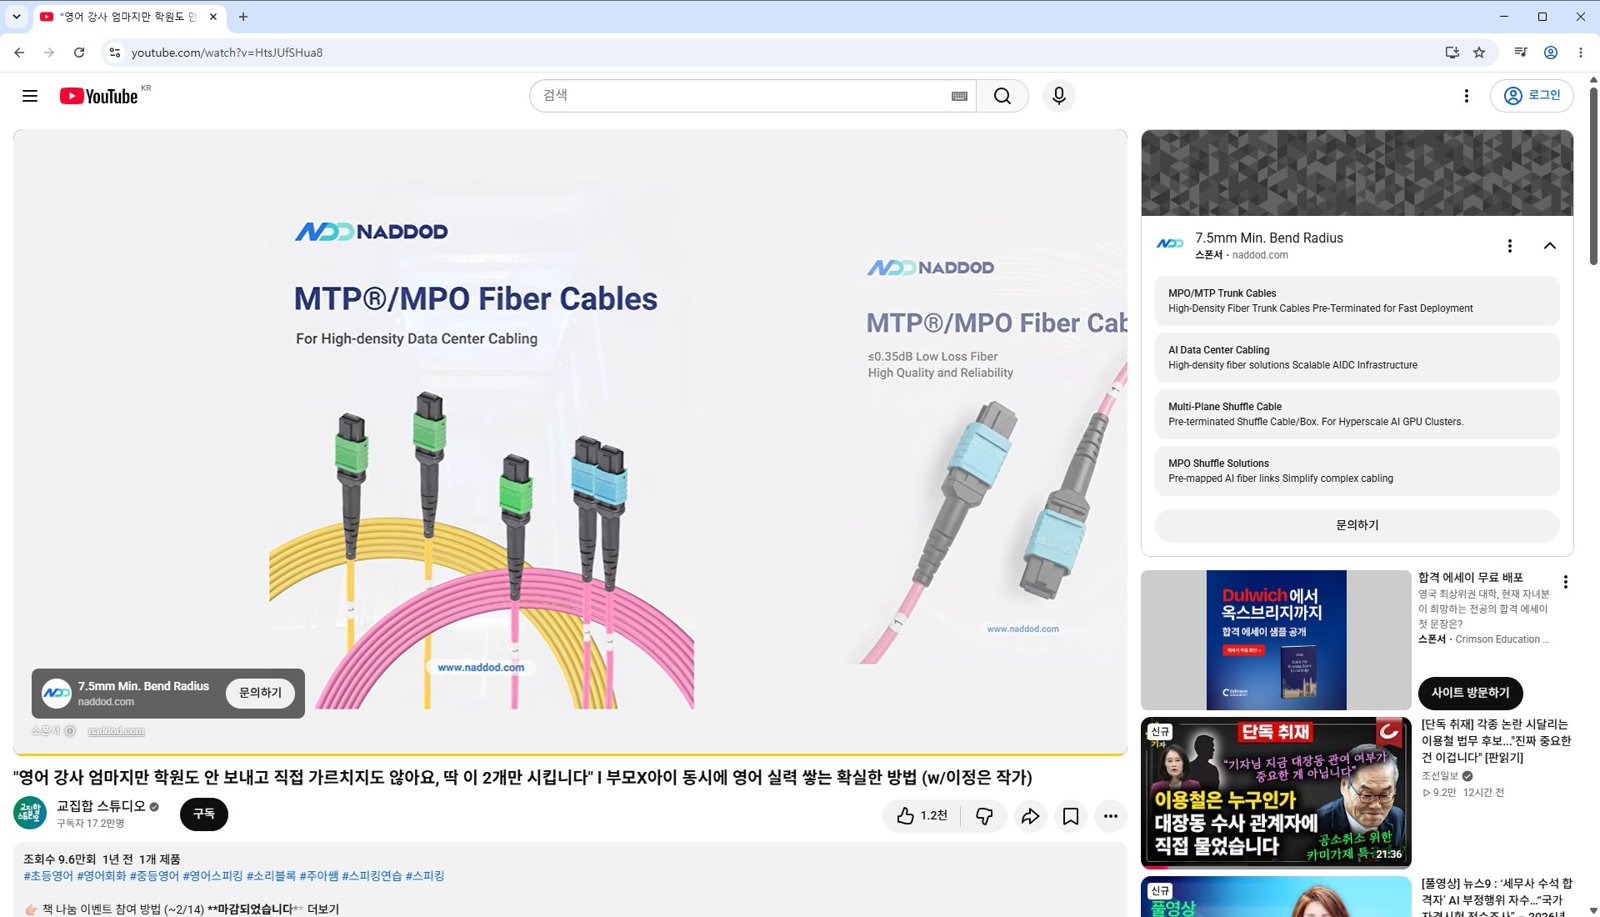 "영어 강사 엄마지만 학원도 안
youtube.com/watch?v=HtsJUfSHua8
YouTube KR
검색
로그인
NADDOD
MTP®/MPO Fiber Cables
For High-density Data Center Cabling
www.naddod.com
NADDOD
MTP®/MPO Fiber Cab
≤0.35dB Low Loss Fiber
High Quality and Reliability
www.naddod.com
7.5mm Min. Bend Radius
naddod.com
문의하기
스폰서
naddod.com
"영어 강사 엄마지만 학원도 안 보내고 직접 가르치지도 않아요, 딱 이 2개만 시킵니다" l 부모X아이 동시에 영어 실력 쌓는 확실한 방법 (w/이정은 작가)
교집합 스튜디오
구독자 17.2만명
구독
1.2천
조회수 9.6만회 1년 전 1개 제품
#초등영어 #영어회화 #중등영어 #영어스피킹 #소리블록 #주아쌤 #스피킹연습 #스피킹
👉🏻 책 나눔 이벤트 참여 방법 (~2/14) **마감되었습니다** 더보기
7.5mm Min. Bend Radius
스폰서 · naddod.com
MPO/MTP Trunk Cables
High-Density Fiber Trunk Cables Pre-Terminated for Fast Deployment
AI Data Center Cabling
High-density fiber solutions Scalable AIDC Infrastructure
Multi-Plane Shuffle Cable
Pre-terminated Shuffle Cable/Box. For Hyperscale AI GPU Clusters.
MPO Shuffle Solutions
Pre-mapped AI fiber links Simplify complex cabling
문의하기
Dulwich에서
옥스브리지까지
합격 에세이 샘플 공개
Crimson Education
합격 에세이 무료 배포
영국 최상위권 대학, 현재 자녀분
이 희망하는 전공의 합격 에세이
첫 문장은?
스폰서 · Crimson Education ...
사이트 방문하기
신규
단독 취재
"기자님 지금 대장동 관여 여부가
중요한 게 아닙니다"
이용철은 누구인가
대장동 수사 관계자에
직접 물었습니다
공소취소 위한
카미가제 특
21:36
[단독 취재] 각종 논란 시달리는
이용철 법무 후보..."진짜 중요한
건 이겁니다" [판읽기]
조선일보
9.2만 12시간 전
신규
풀영상
[풀영상] 뉴스9 : '세무사 수석 합
격자' AI 부정행위 자수…"국가